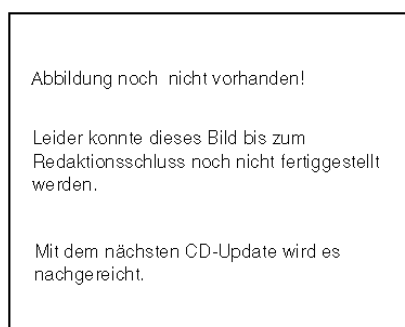 Abbildung noch nicht vorhanden!
Leider konnte dieses Bild bis zum
Redaktionsschluss noch nicht fertiggestellt
werden.
Mit dem nächsten CD-Update wird es
nachgereicht.